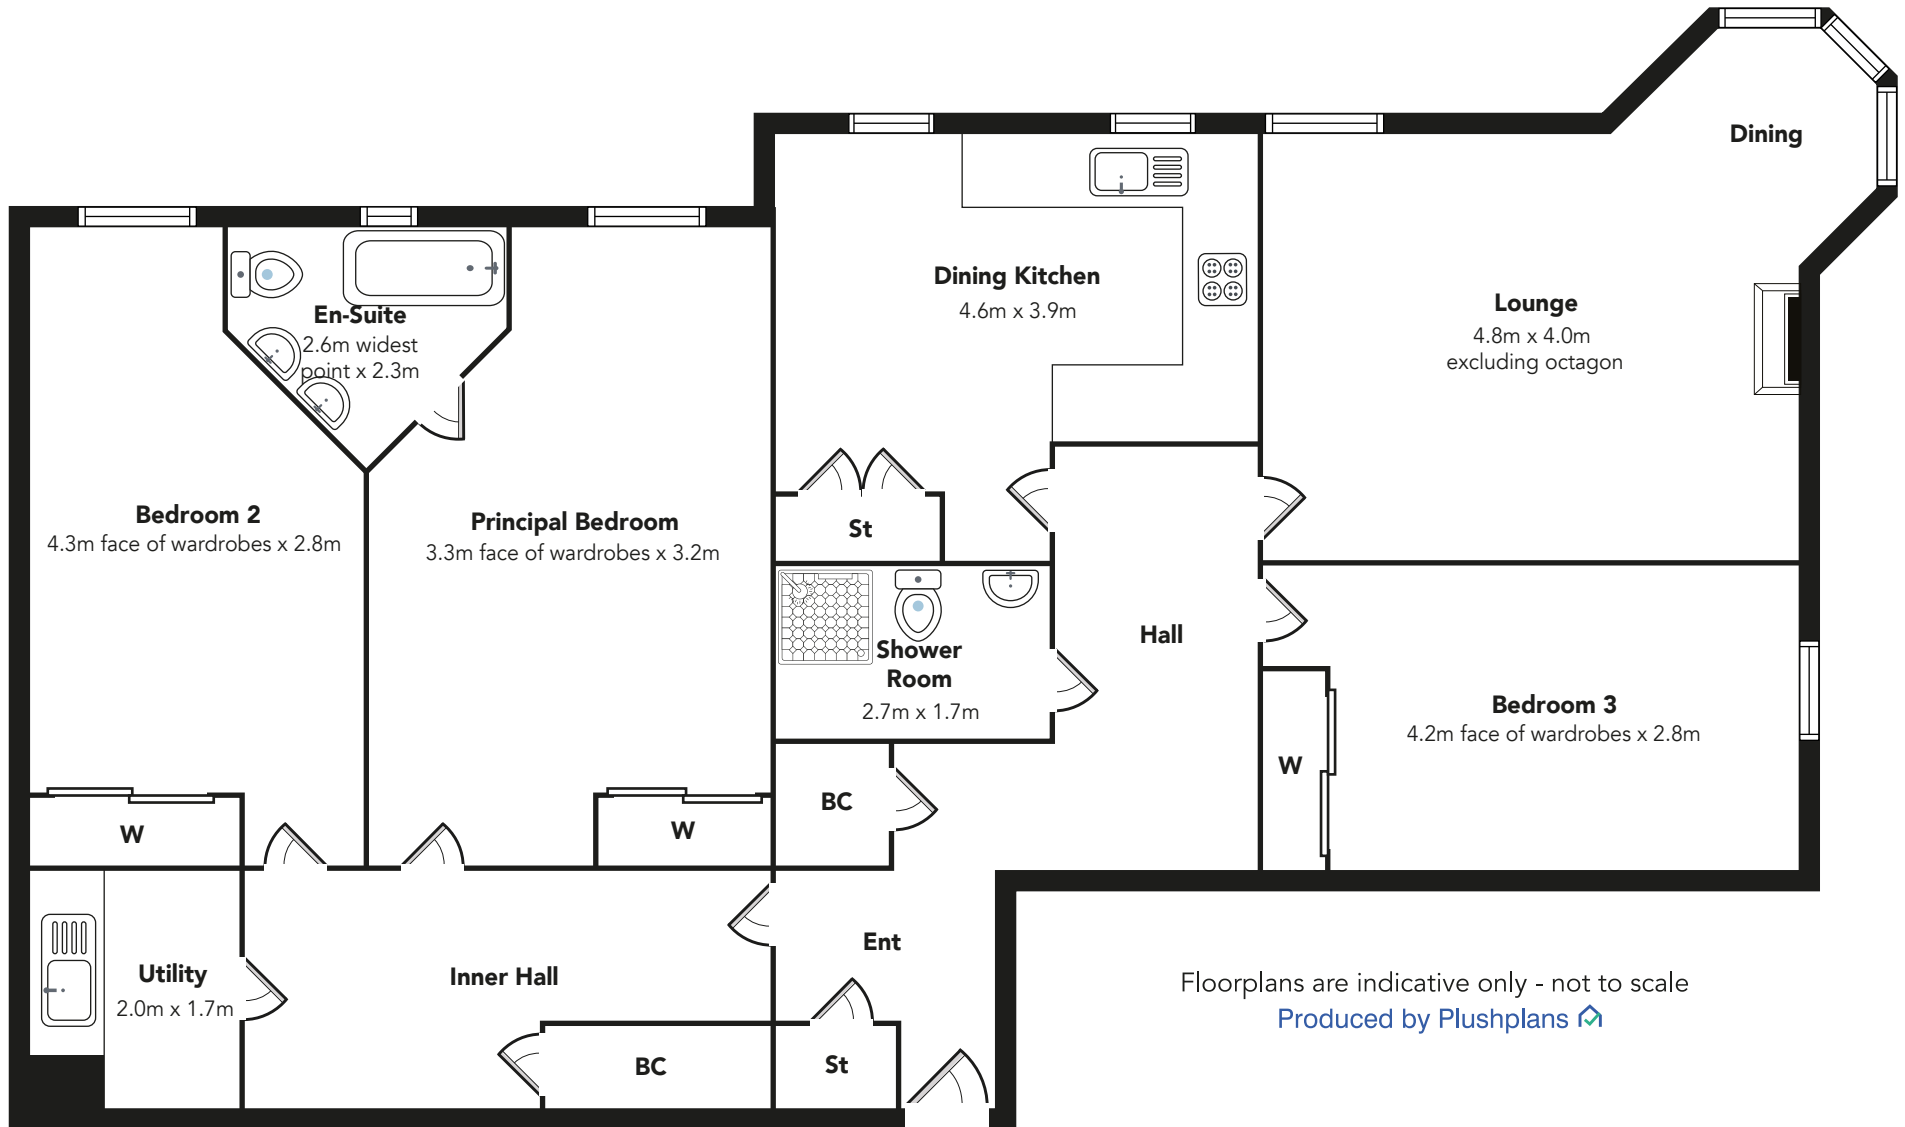 Dining
Dining Kitchen
4.6m x 3.9m
Lounge
4.8m x 4.0m
excluding octagon
En-Suite
2.6m widest
point x 2.3m
Bedroom 2
4.3m face of wardrobes x 2.8m
Principal Bedroom
3.3m face of wardrobes x 3.2m
St
Shower
Room
2.7m x 1.7m
Hall
Bedroom 3
4.2m face of wardrobes x 2.8m
W
BC
W
W
Ent
Utility
2.0m x 1.7m
Inner Hall
BC
St
Floorplans are indicative only - not to scale
Produced by Plushplans